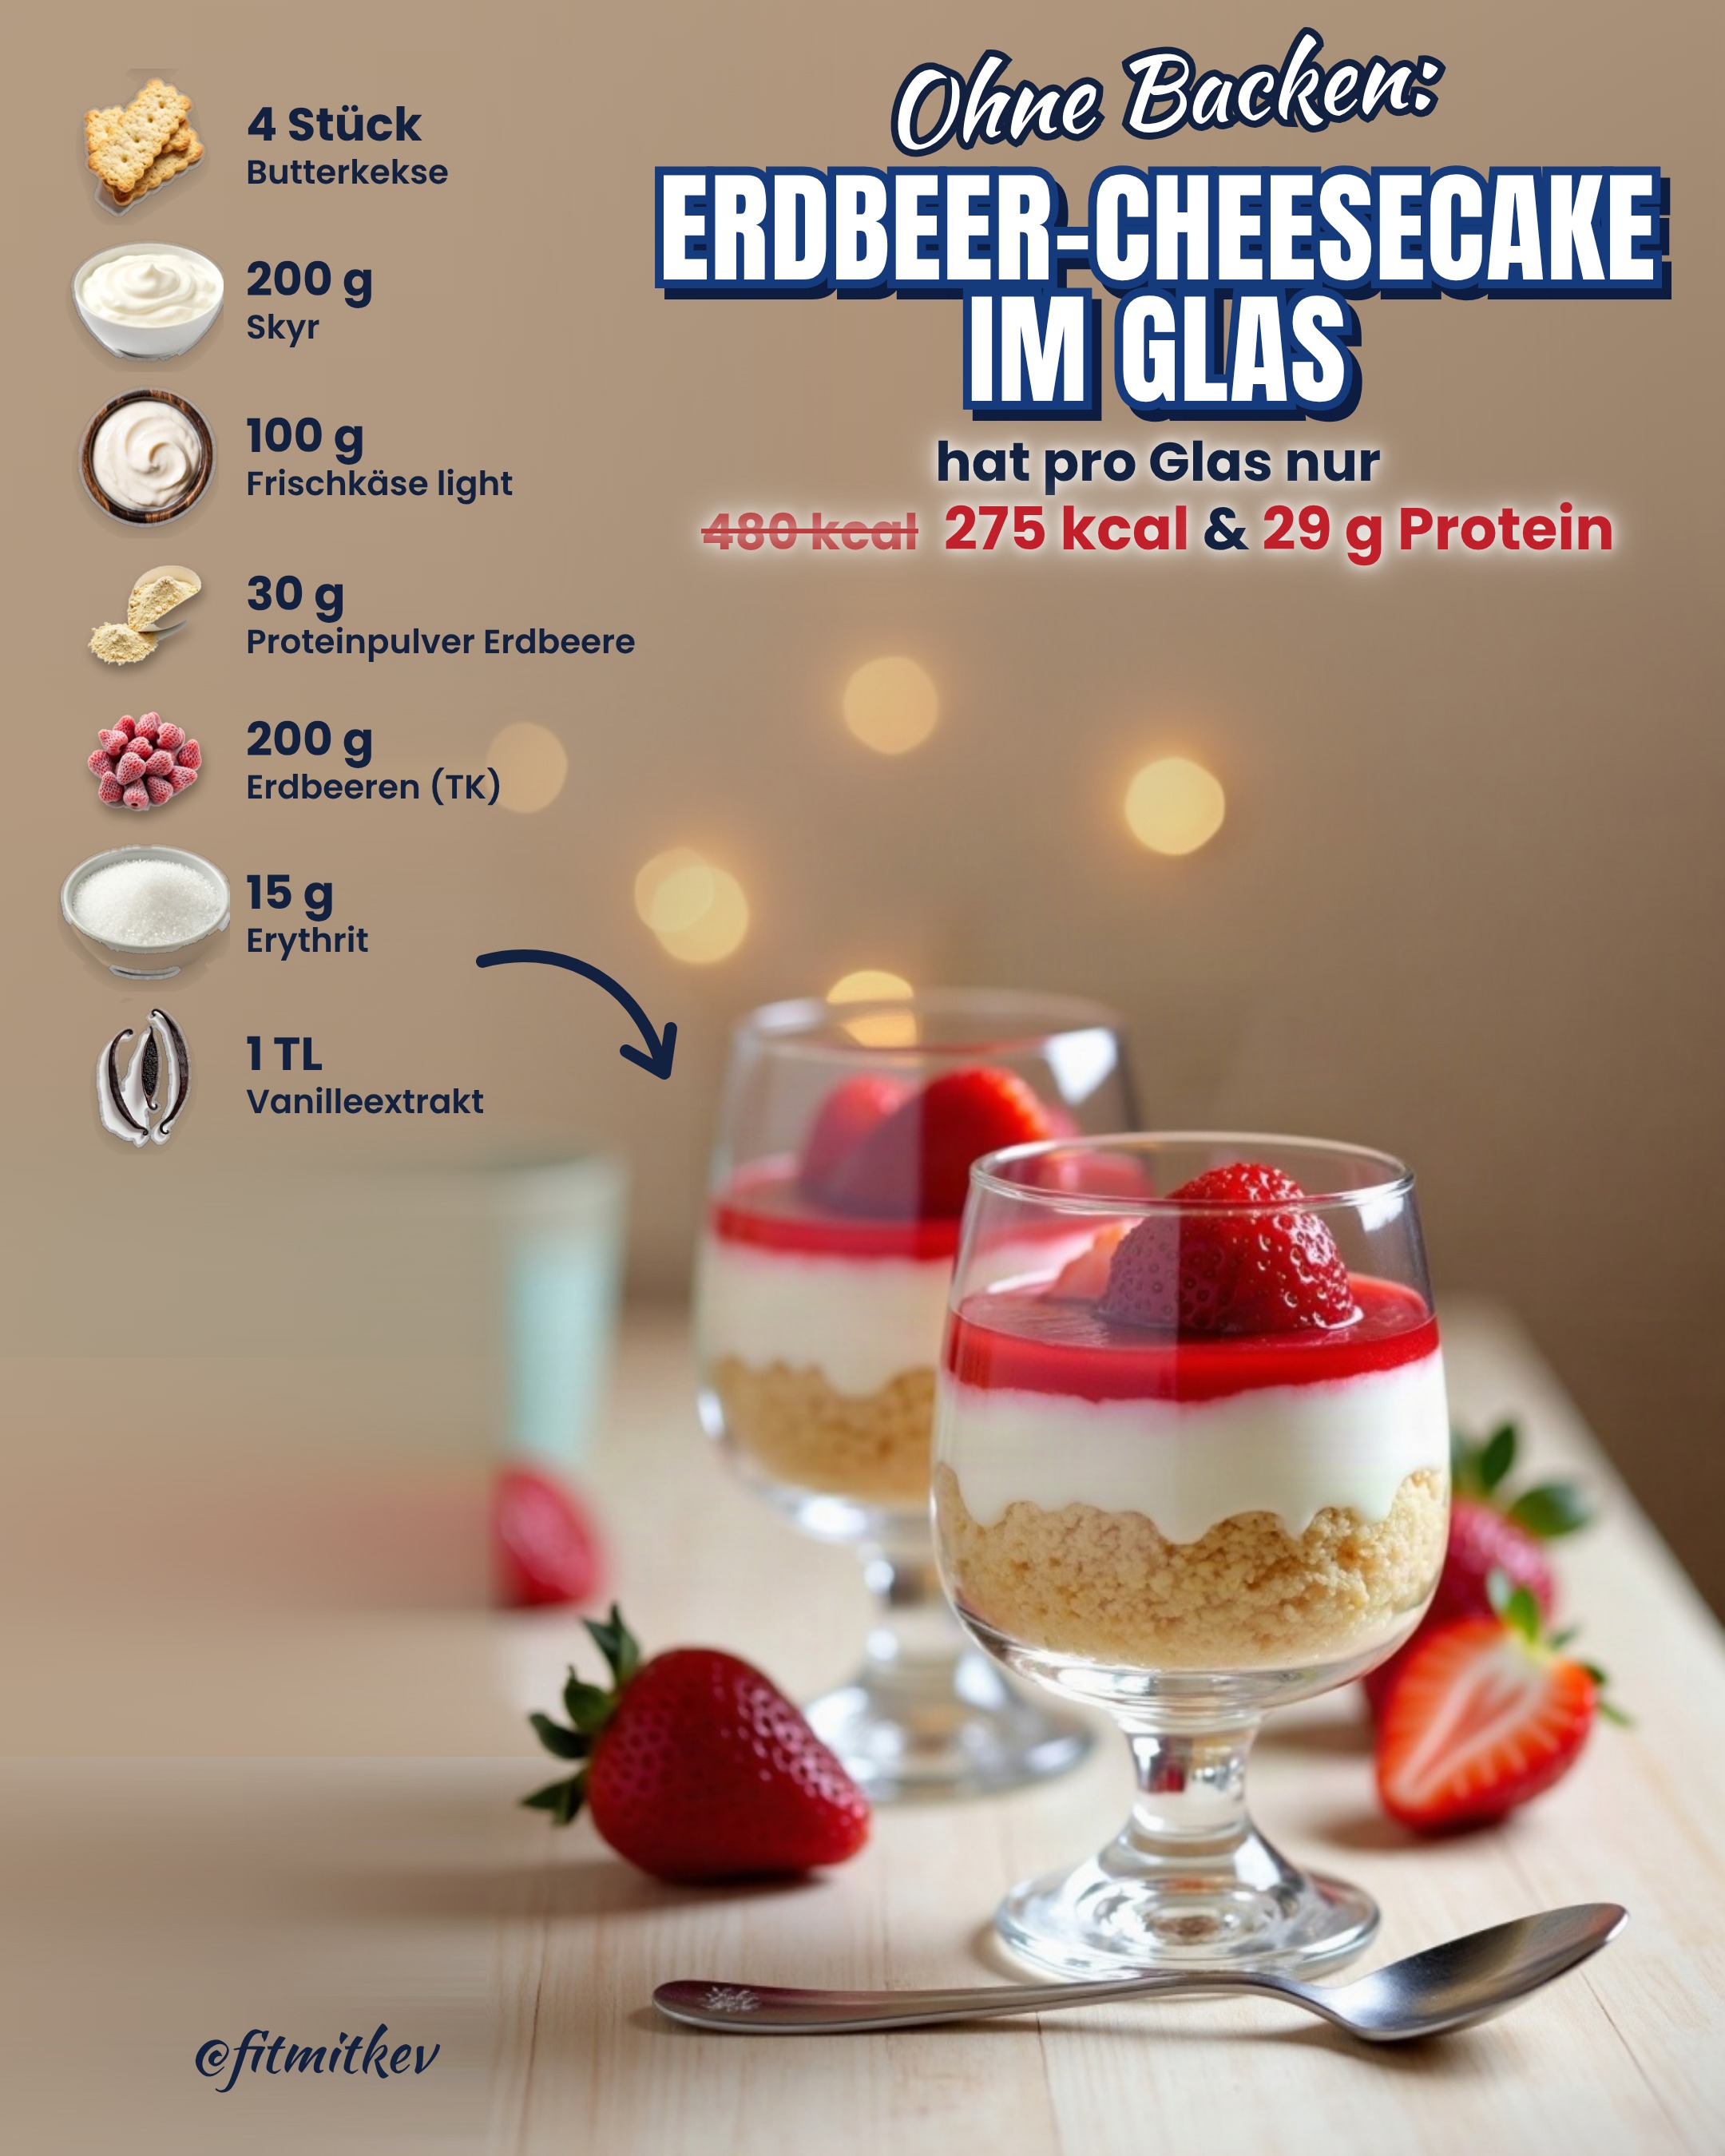 Ohne Backen:
ERDBEER-CHEESECAKE
IM GLAS
hat pro Glas nur
480 kcal 275 kcal & 29 g Protein
4 Stück
Butterkekse
200 g
Skyr
100 g
Frischkäse light
30 g
Proteinpulver Erdbeere
200 g
Erdbeeren (TK)
15 g
Erythrit
1 TL
Vanilleextrakt
@fitmitkev